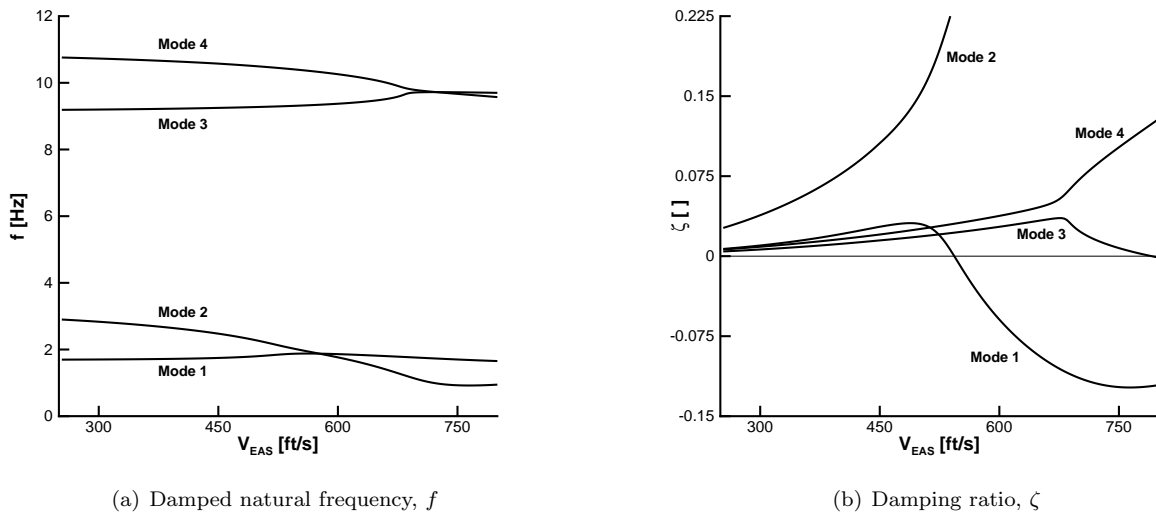 12
10
8
6
4
2
0
f [Hz]
Mode 4
Mode 3
Mode 2
Mode 1
300 450 600 750
V_EAS [ft/s]
(a) Damped natural frequency, f
0.225
0.15
0.075
0
-0.075
-0.15
ζ [ ]
Mode 2
Mode 4
Mode 3
Mode 1
300 450 600 750
V_EAS [ft/s]
(b) Damping ratio, ζ